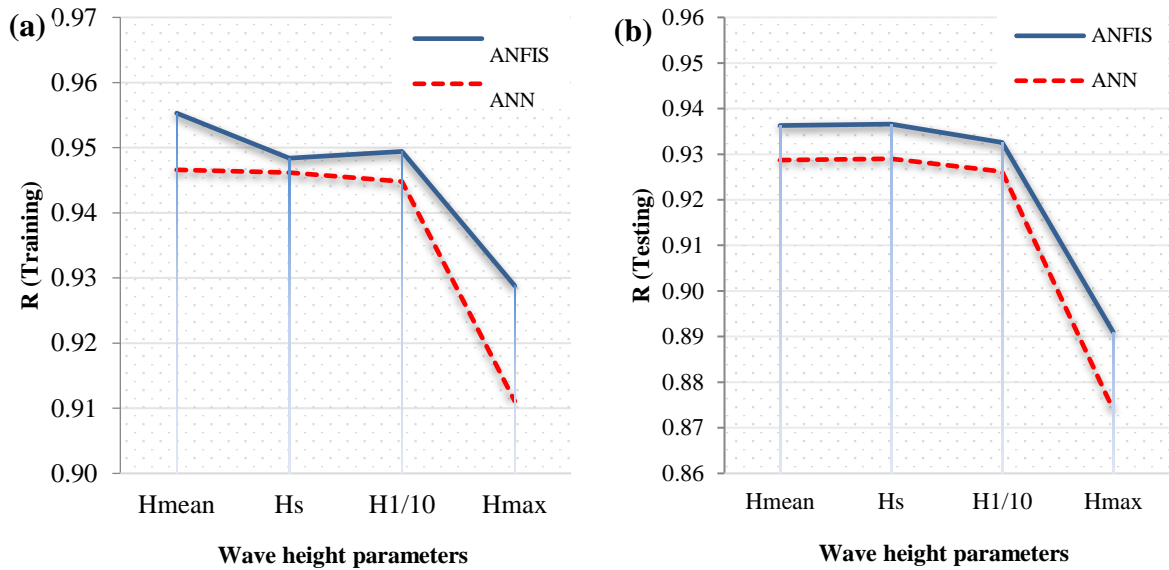 (a)
0.97
0.96
0.95
0.94
0.93
0.92
0.91
0.90
R (Training)
ANFIS
ANN
Hmean Hs H1/10 Hmax
Wave height parameters
(b)
0.96
0.95
0.94
0.93
0.92
0.91
0.90
0.89
0.88
0.87
0.86
R (Testing)
ANFIS
ANN
Hmean Hs H1/10 Hmax
Wave height parameters